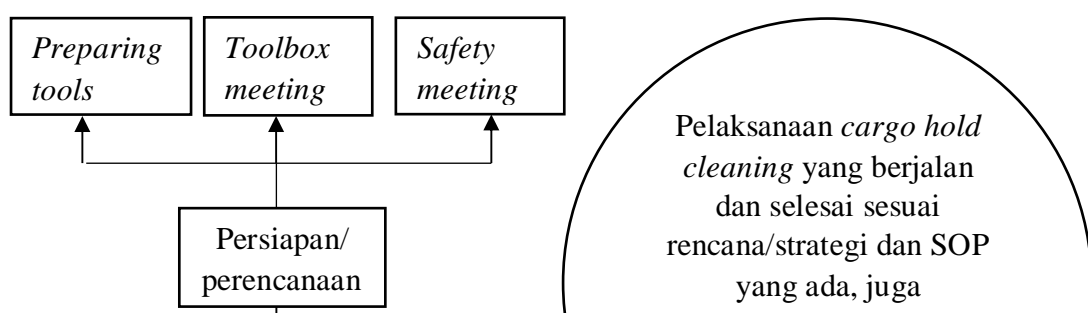 Preparing
tools
Toolbox
meeting
Safety
meeting
Persiapan/
perencanaan
Pelaksanaan cargo hold
cleaning yang berjalan
dan selesai sesuai
rencana/strategi dan SOP
yang ada, juga